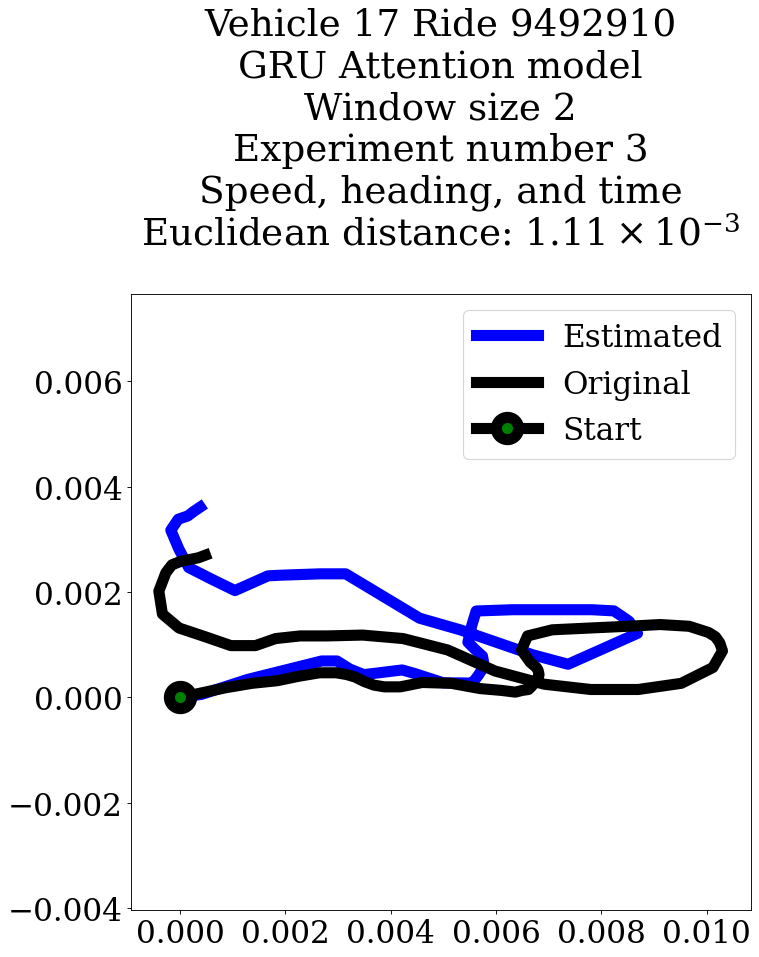 Vehicle 17 Ride 9492910
GRU Attention model
Window size 2
Experiment number 3
Speed, heading, and time
Euclidean distance: 1.11 × 10⁻³
Estimated
Original
Start
0.006
0.004
0.002
0.000
−0.002
−0.004
0.000 0.002 0.004 0.006 0.008 0.010